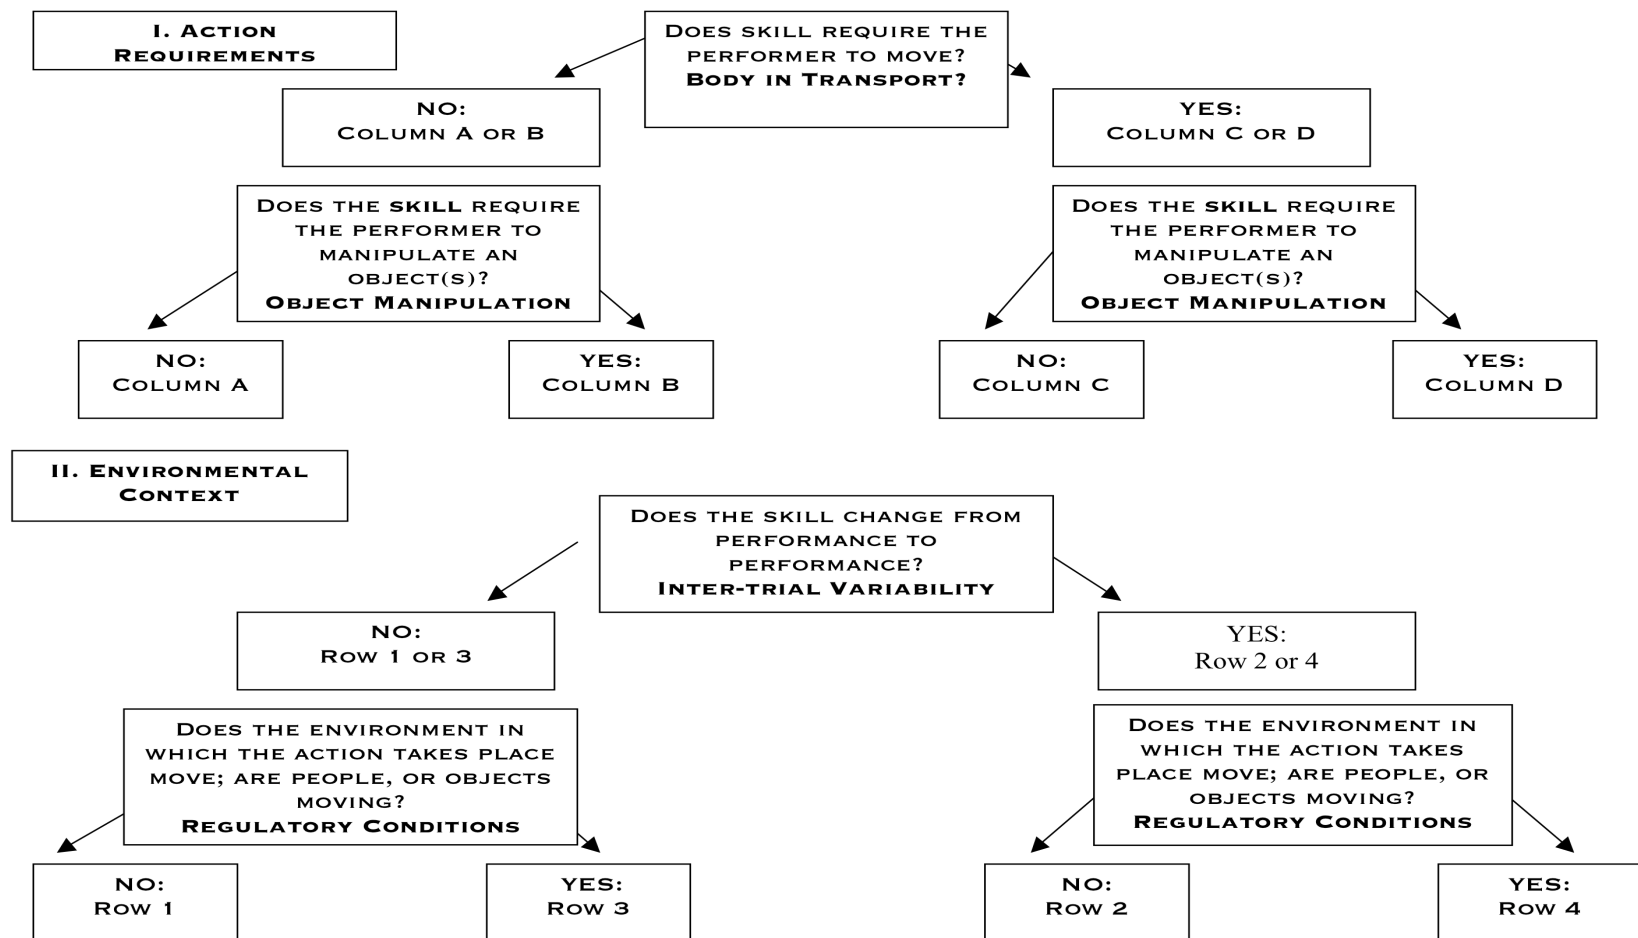 I. Action
Requirements
Does skill require the
performer to move?
Body in Transport?
NO:
Column A or B
YES:
Column C or D
Does the skill require
the performer to
manipulate an
object(s)?
Object Manipulation
Does the skill require
the performer to
manipulate an
object(s)?
Object Manipulation
NO:
Column A
YES:
Column B
NO:
Column C
YES:
Column D
II. Environmental
Context
Does the skill change from
performance to
performance?
Inter-trial Variability
NO:
Row 1 or 3
YES:
Row 2 or 4
Does the environment in
which the action takes place
move; are people, or objects
moving?
Regulatory Conditions
Does the environment in
which the action takes
place move; are people, or
objects moving?
Regulatory Conditions
NO:
Row 1
YES:
Row 3
NO:
Row 2
YES:
Row 4